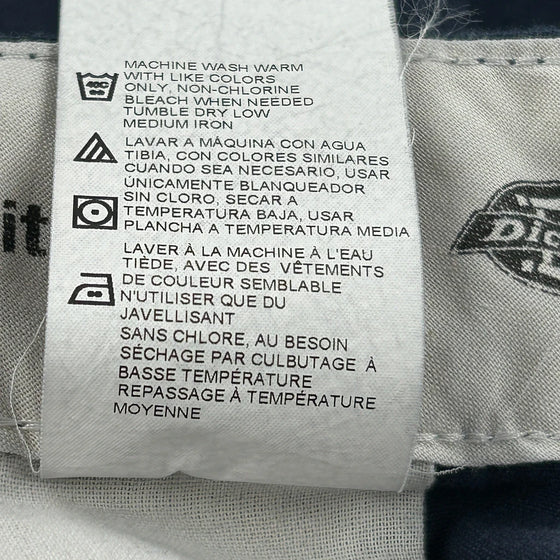 MACHINE WASH WARM
WITH LIKE COLORS
ONLY, NON-CHLORINE
BLEACH WHEN NEEDED
TUMBLE DRY LOW
MEDIUM IRON
40C
LAVAR A MÁQUINA CON AGUA
TIBIA, CON COLORES SIMILARES
CUANDO SEA NECESARIO, USAR
ÚNICAMENTE BLANQUEADOR
SIN CLORO, SECAR A
TEMPERATURA BAJA, USAR
PLANCHA A TEMPERATURA MEDIA
LAVER À LA MACHINE À L'EAU
TIÈDE, AVEC DES VÊTEMENTS
DE COULEUR SEMBLABLE
N'UTILISER QUE DU
JAVELLISANT
SANS CHLORE, AU BESOIN
SÉCHAGE PAR CULBUTAGE À
BASSE TEMPÉRATURE
REPASSAGE À TEMPÉRATURE
MOYENNE
it